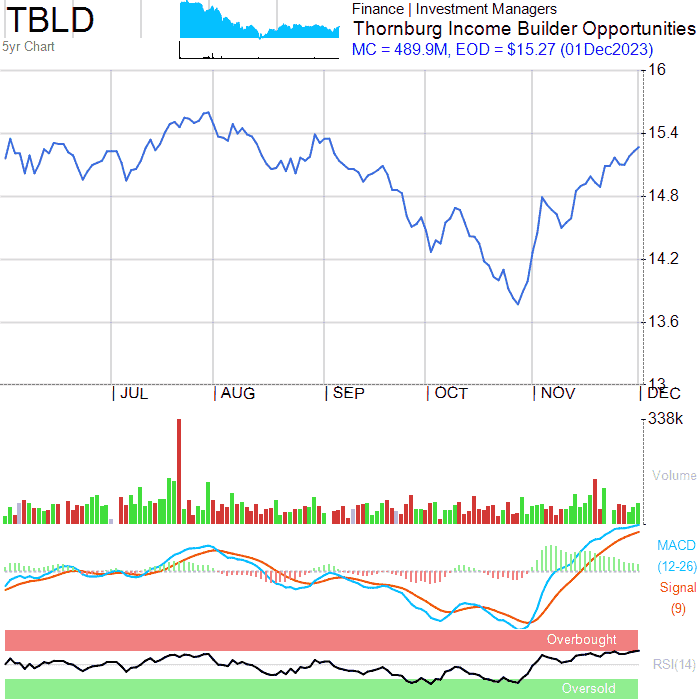 TBLD
5yr Chart
Finance | Investment Managers
Thornburg Income Builder Opportunities
MC = 489.9M, EOD = $15.27 (01Dec2023)
16
15.4
14.8
14.2
13.6
13
| JUL | AUG | SEP | OCT | NOV | DEC
338k
Volume
MACD
(12-26)
Signal
(9)
Overbought
RSI(14)
Oversold